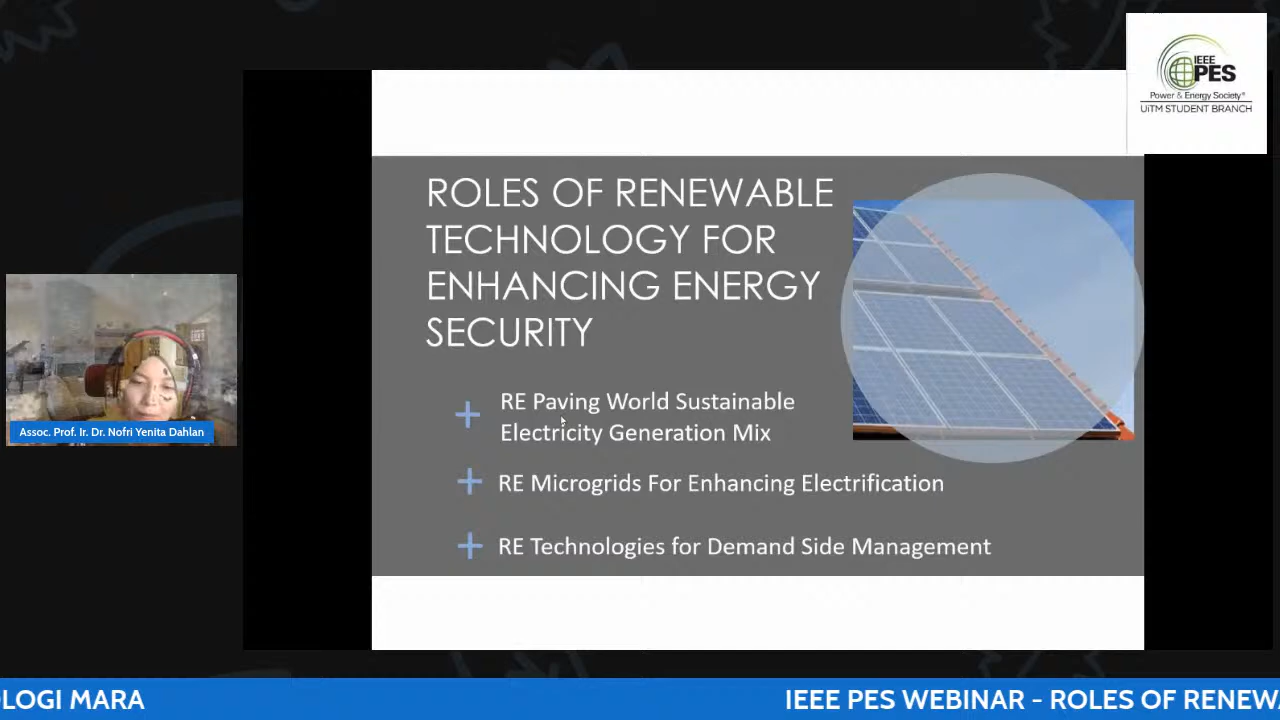 IEEE
PES
Power & Energy Society®
UiTM STUDENT BRANCH
ROLES OF RENEWABLE
TECHNOLOGY FOR
ENHANCING ENERGY
SECURITY
RE Paving World Sustainable
Electricity Generation Mix
RE Microgrids For Enhancing Electrification
RE Technologies for Demand Side Management
Assoc. Prof. Ir. Dr. Nofri Yenita Dahlan
OLOGI MARA
IEEE PES WEBINAR - ROLES OF RENEWA